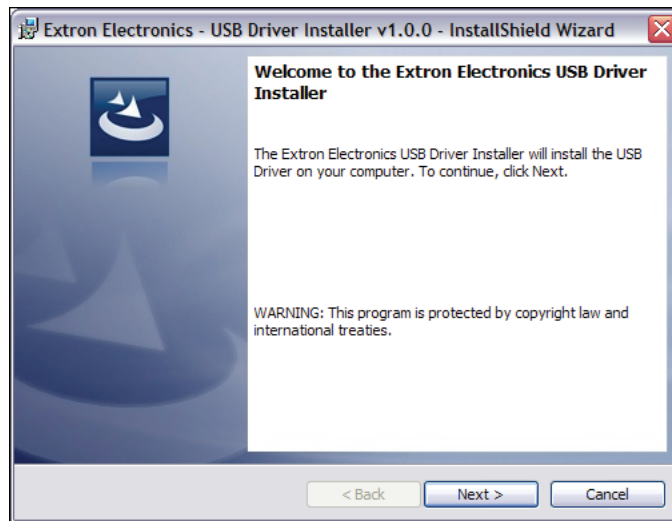 Extron Electronics - USB Driver Installer v1.0.0 - InstallShield Wizard
Welcome to the Extron Electronics USB Driver
Installer
The Extron Electronics USB Driver Installer will install the USB
Driver on your computer. To continue, click Next.
WARNING: This program is protected by copyright law and
international treaties.
< Back
Next >
Cancel